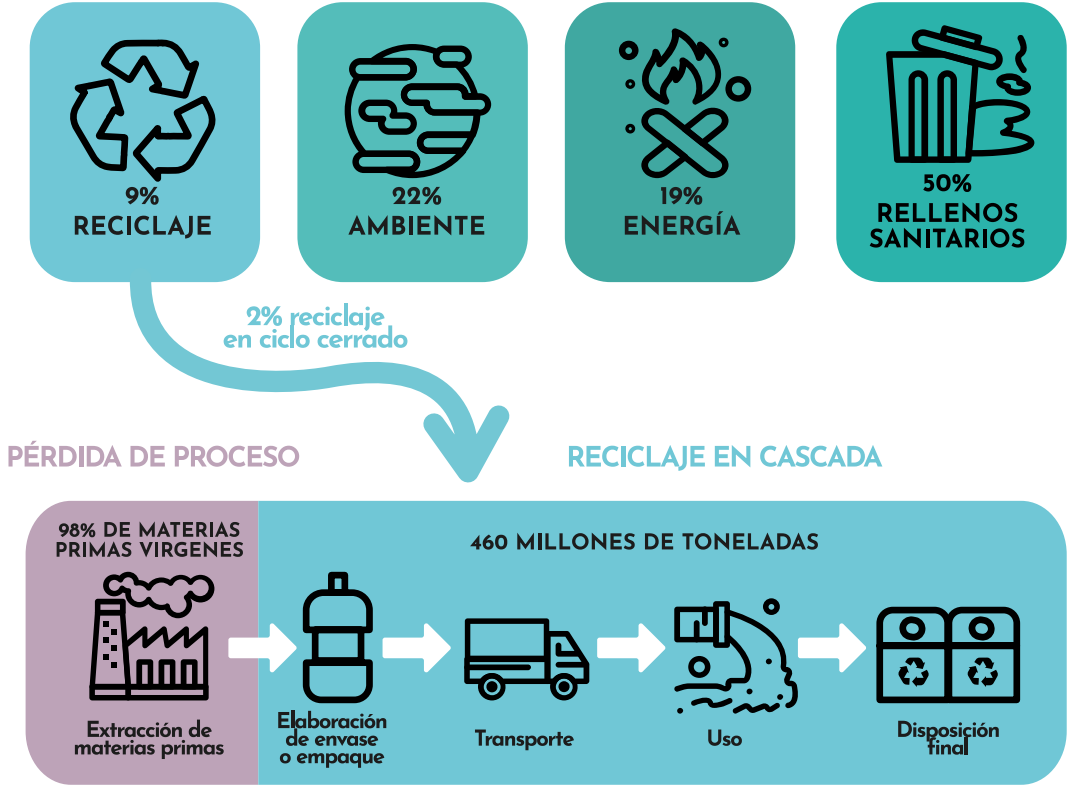 9%
RECICLAJE
22%
AMBIENTE
19%
ENERGÍA
50%
RELLENOS
SANITARIOS
2% reciclaje
en ciclo cerrado
PÉRDIDA DE PROCESO
RECICLAJE EN CASCADA
98% DE MATERIAS
PRIMAS VIRGENES
460 MILLONES DE TONELADAS
Extracción de
materias primas
Elaboración
de envase
o empaque
Transporte
Uso
Disposición
final